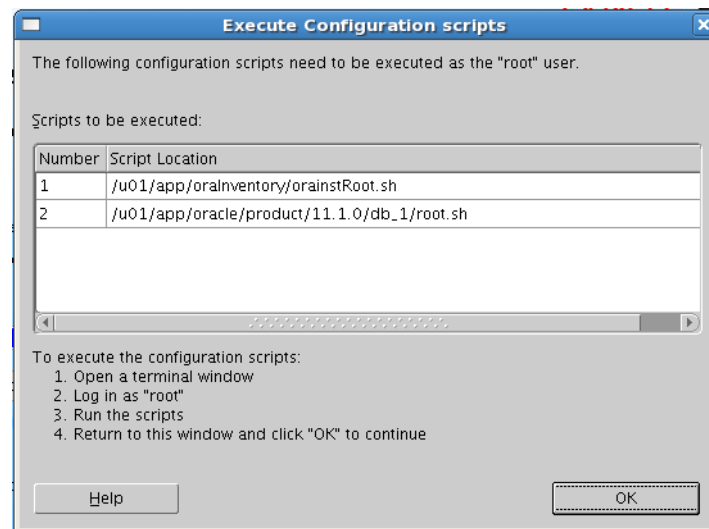 Execute Configuration scripts
The following configuration scripts need to be executed as the "root" user.
Scripts to be executed:
Number Script Location
1 /u01/app/oraInventory/orainstRoot.sh
2 /u01/app/oracle/product/11.1.0/db_1/root.sh
To execute the configuration scripts:
1. Open a terminal window
2. Log in as "root"
3. Run the scripts
4. Return to this window and click "OK" to continue
Help OK